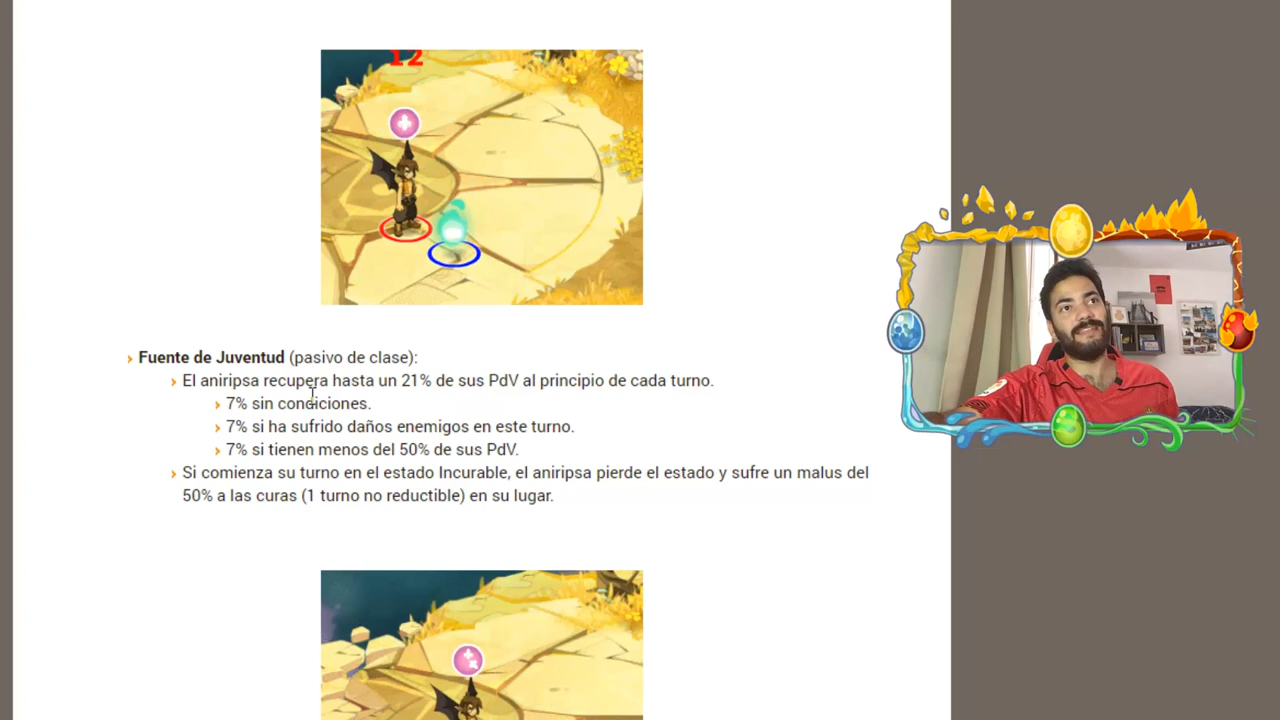 12
Fuente de Juventud (pasivo de clase):
El aniripsa recupera hasta un 21% de sus PdV al principio de cada turno.
7% sin condiciones.
7% si ha sufrido daños enemigos en este turno.
7% si tienen menos del 50% de sus PdV.
Si comienza su turno en el estado Incurable, el aniripsa pierde el estado y sufre un malus del
50% a las curas (1 turno no reductible) en su lugar.